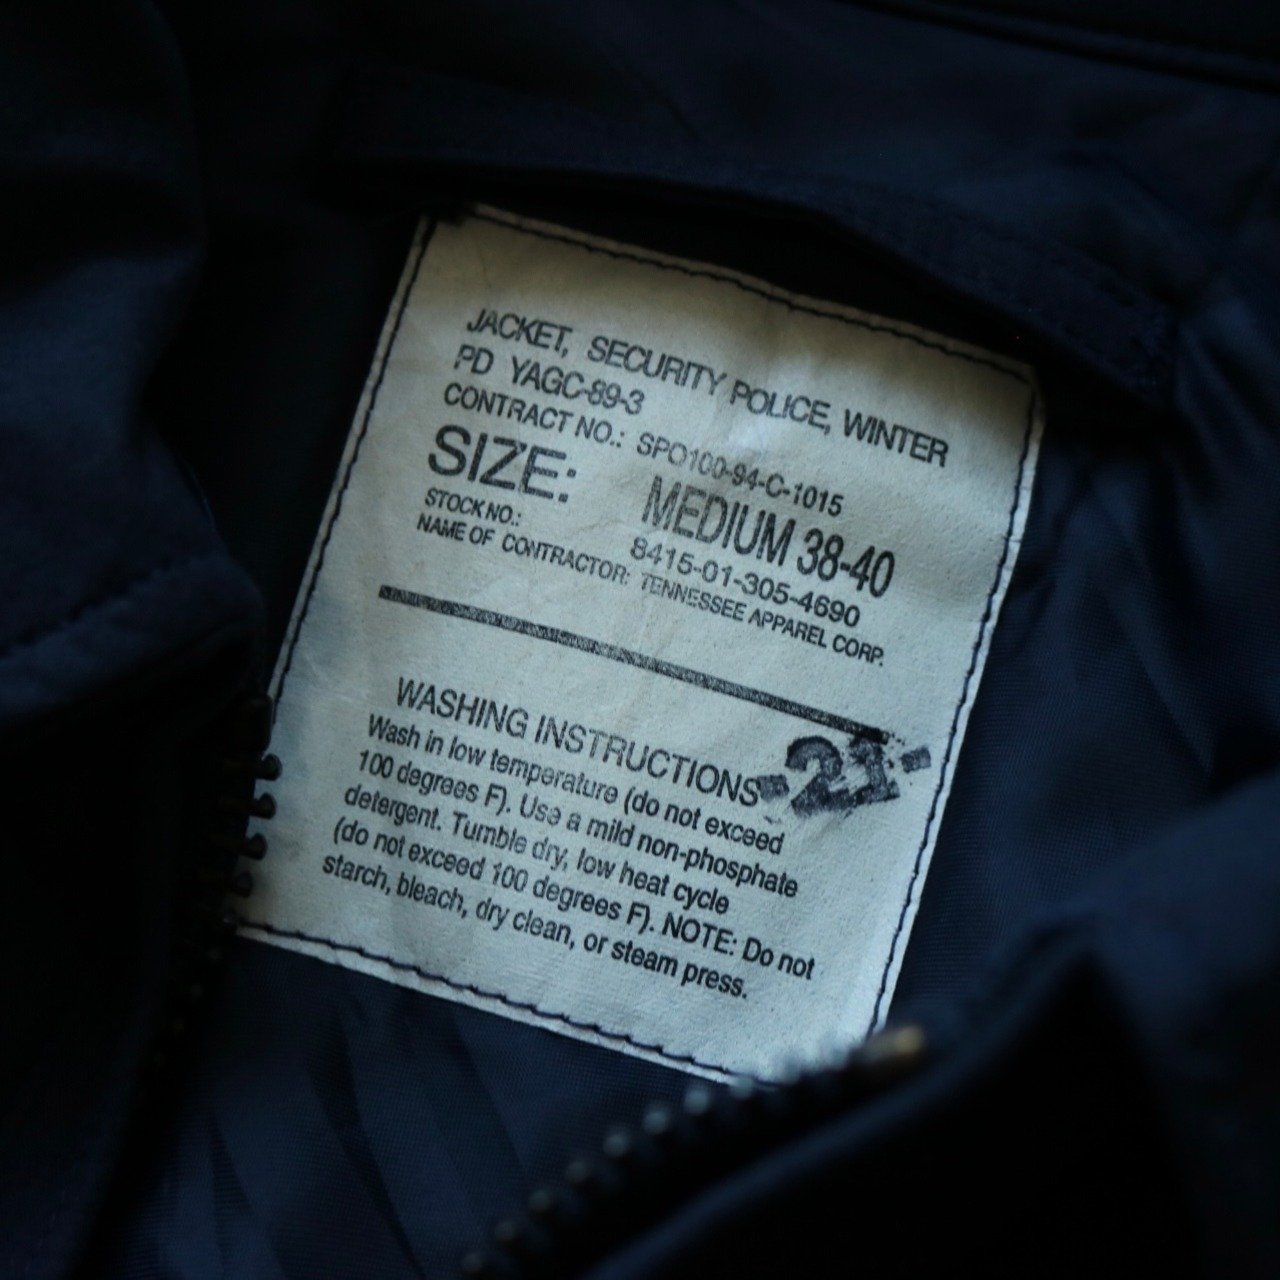 JACKET, SECURITY POLICE, WINTER
PD YAGC-89-3
CONTRACT NO.: SPO100-94-C-1015
SIZE: MEDIUM 38-40
STOCK NO.: 8415-01-305-4690
NAME OF CONTRACTOR: TENNESSEE APPAREL CORP.
WASHING INSTRUCTIONS
-21-
Wash in low temperature (do not exceed
100 degrees F). Use a mild non-phosphate
detergent. Tumble dry, low heat cycle
(do not exceed 100 degrees F). NOTE: Do not
starch, bleach, dry clean, or steam press.